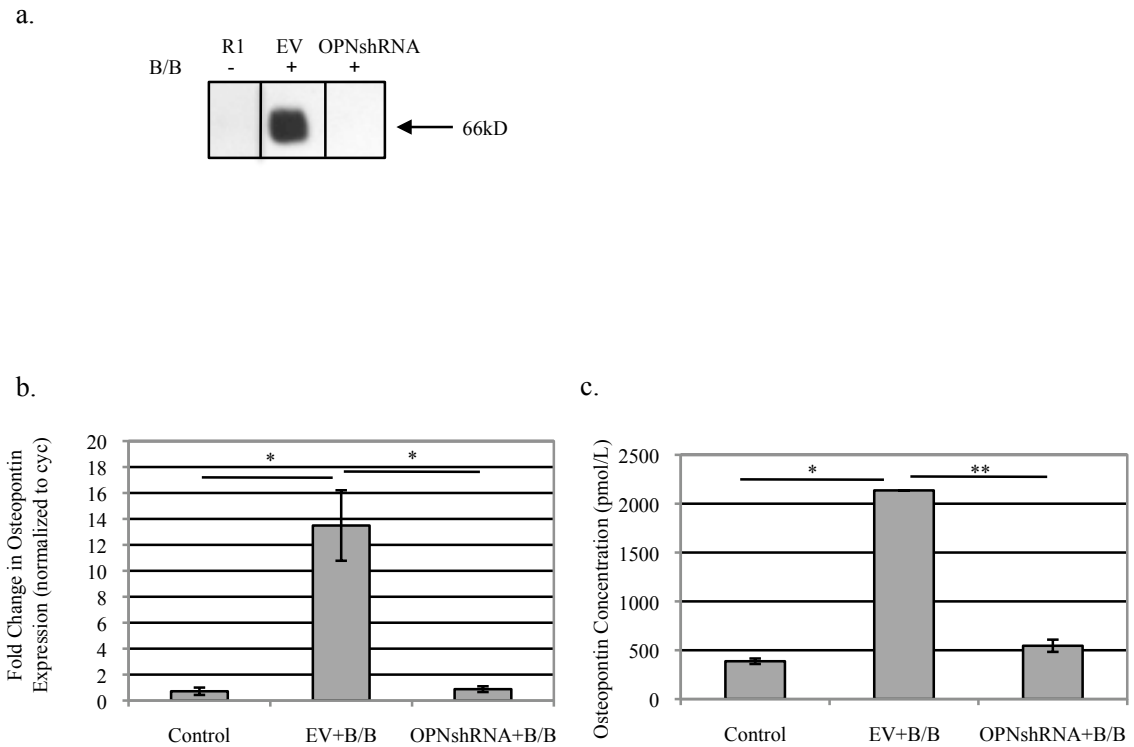 a.
R1 EV OPNshRNA
B/B - + +
66kD
b.
Fold Change in Osteopontin
Expression (normalized to cyc)
20
18
16
14
12
10
8
6
4
2
0
* *
Control EV+B/B OPNshRNA+B/B
c.
Osteopontin Concentration (pmol/L)
2500
2000
1500
1000
500
0
* **
Control EV+B/B OPNshRNA+B/B